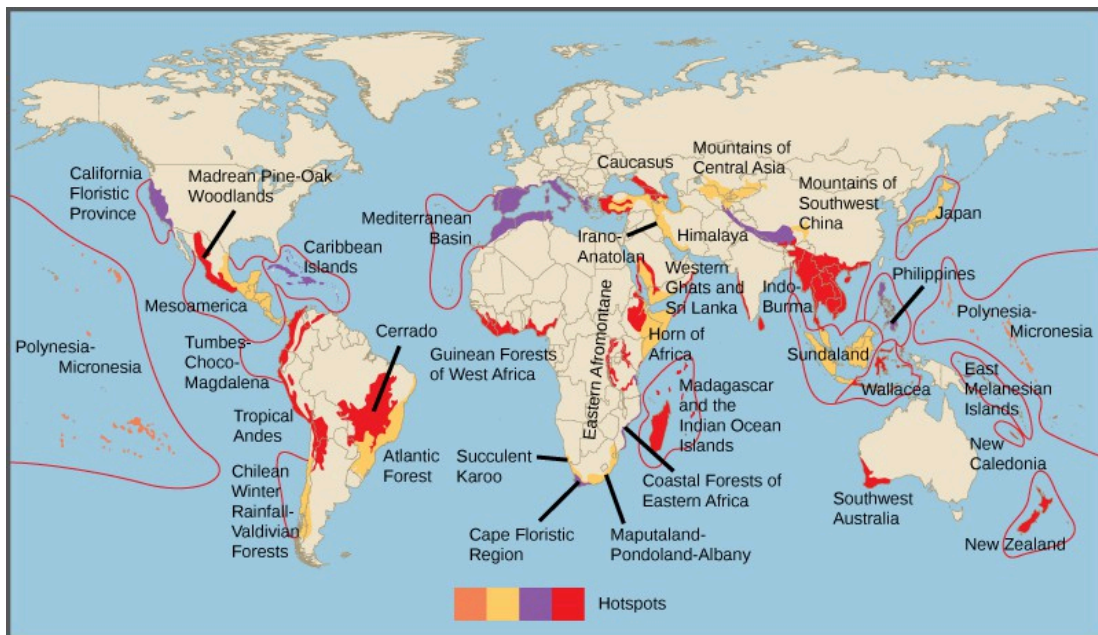 California
Floristic
Province
Madrean Pine-Oak
Woodlands
Caribbean
Islands
Mesoamerica
Polynesia-
Micronesia
Tumbes-
Choco-
Magdalena
Cerrado
Tropical
Andes
Atlantic
Forest
Chilean
Winter
Rainfall-
Valdivian
Forests
Mediterranean
Basin
Caucasus
Mountains of
Central Asia
Mountains of
Southwest
China
Japan
Irano-
Anatolan
Himalaya
Western
Ghats and
Sri Lanka
Indo-
Burma
Philippines
Polynesia-
Micronesia
Guinean Forests
of West Africa
Eastern Afromontane
Horn of
Africa
Sundaland
Wallacea
East
Melanesian
Islands
Madagascar
and the
Indian Ocean
Islands
New
Caledonia
Succulent
Karoo
Coastal Forests of
Eastern Africa
Southwest
Australia
Cape Floristic
Region
Maputaland-
Pondoland-Albany
New Zealand
Hotspots